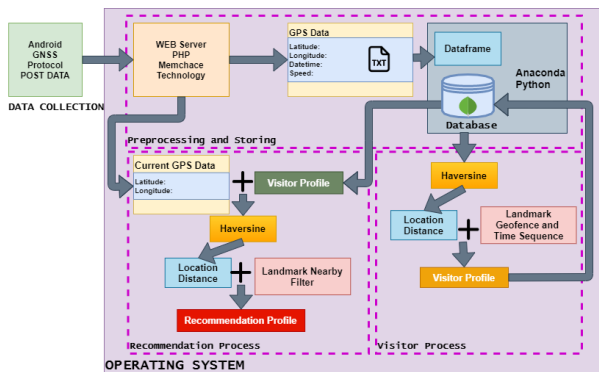 Android
GNSS
Protocol
POST DATA
DATA COLLECTION
WEB Server
PHP
Memchace
Technology
GPS Data
Latitude:
Longitude:
Datetime:
Speed:
TXT
Dataframe
Anaconda
Python
Database
Preprocessing and Storing
Current GPS Data
Latitude:
Longitude:
Visitor Profile
Haversine
Location
Distance
Landmark Nearby
Filter
Recommendation Profile
Recommendation Process
Haversine
Location
Distance
Landmark
Geofence and
Time Sequence
Visitor Profile
Visitor Process
OPERATING SYSTEM